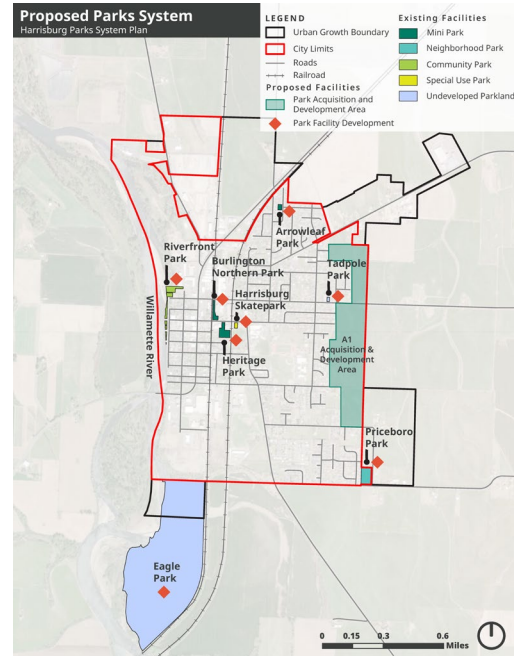 Proposed Parks System
Harrisburg Parks System Plan
LEGEND
Urban Growth Boundary
City Limits
Roads
Railroad
Proposed Facilities
Park Acquisition and
Development Area
Park Facility Development
Existing Facilities
Mini Park
Neighborhood Park
Community Park
Special Use Park
Undeveloped Parkland
Arrowleaf
Park
Riverfront
Park
Burlington
Northern Park
Tadpole
Park
Harrisburg
Skatepark
Willamette River
A1
Acquisition &
Development
Area
Heritage
Park
Priceboro
Park
Eagle
Park
0 0.15 0.3 0.6
Miles